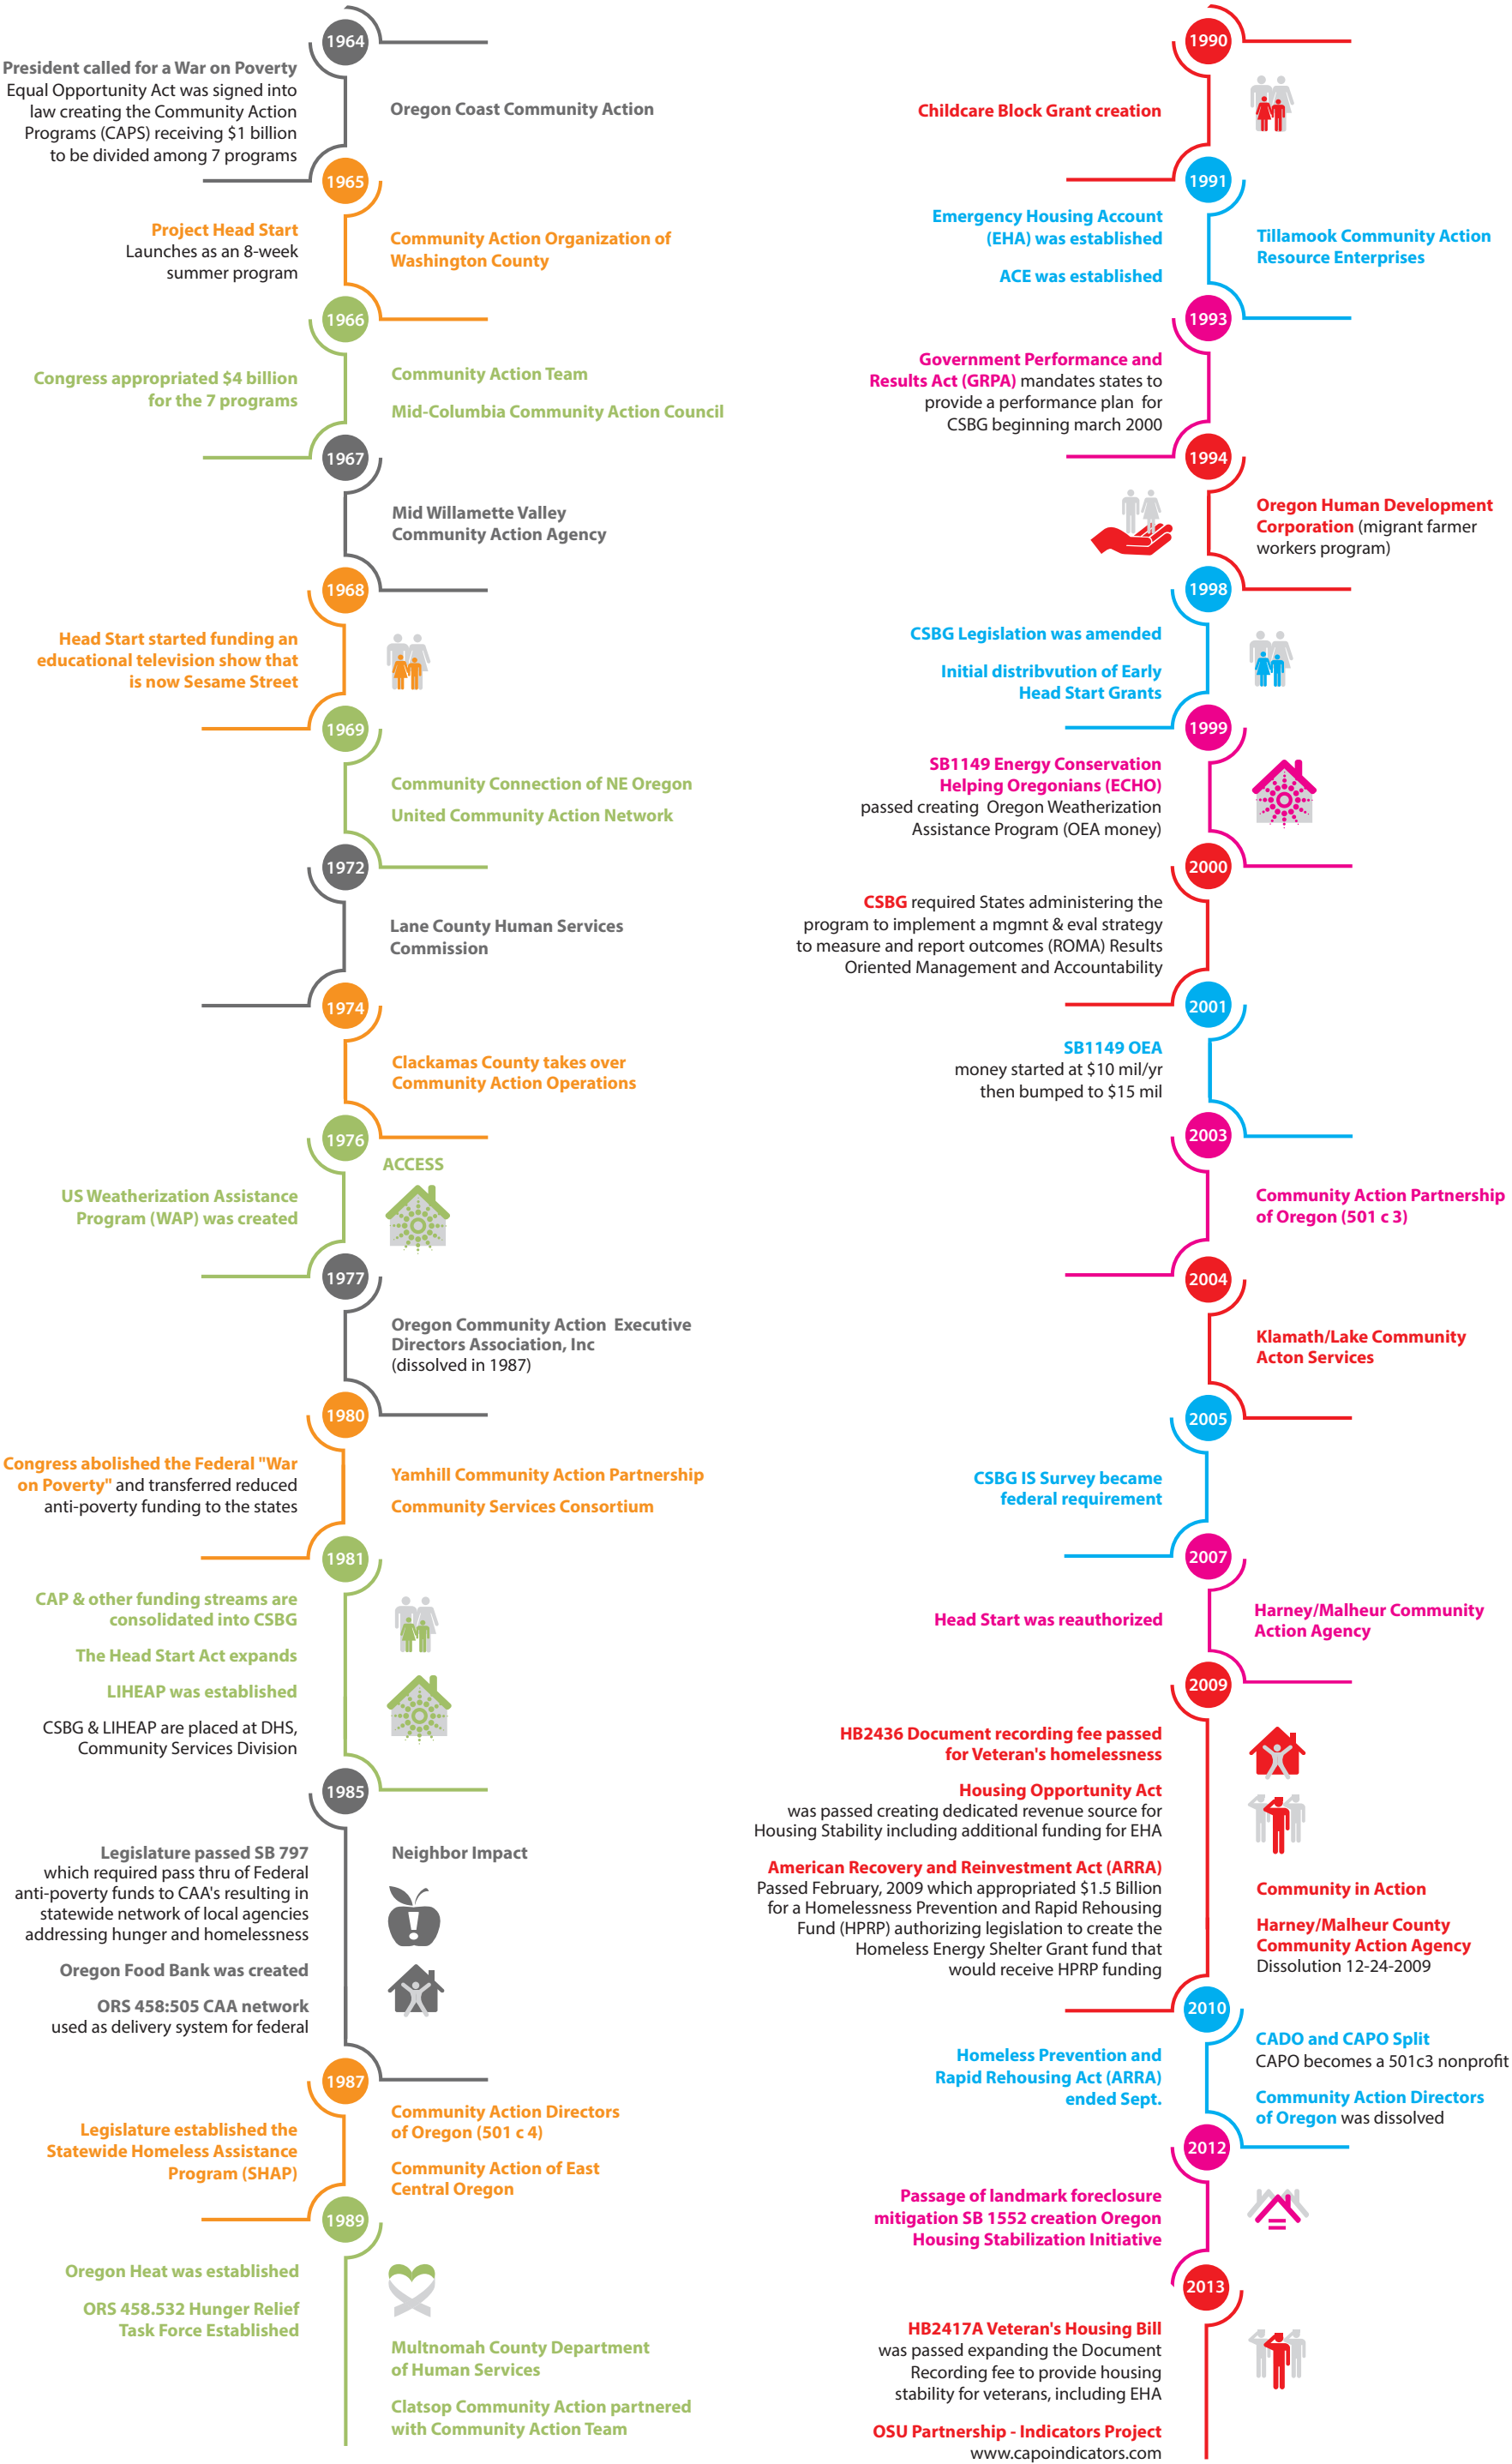 1964
President called for a War on Poverty
Equal Opportunity Act was signed into
law creating the Community Action
Programs (CAPS) receiving $1 billion
to be divided among 7 programs
Oregon Coast Community Action
1965
Project Head Start
Launches as an 8-week
summer program
Community Action Organization of
Washington County
1966
Congress appropriated $4 billion
for the 7 programs
Community Action Team
Mid-Columbia Community Action Council
1967
Mid Willamette Valley
Community Action Agency
1968
Head Start started funding an
educational television show that
is now Sesame Street
1969
Community Connection of NE Oregon
United Community Action Network
1972
Lane County Human Services
Commission
1974
Clackamas County takes over
Community Action Operations
1976
US Weatherization Assistance
Program (WAP) was created
ACCESS
1977
Oregon Community Action Executive
Directors Association, Inc
(dissolved in 1987)
1980
Congress abolished the Federal "War
on Poverty" and transferred reduced
anti-poverty funding to the states
Yamhill Community Action Partnership
Community Services Consortium
1981
CAP & other funding streams are
consolidated into CSBG
The Head Start Act expands
LIHEAP was established
CSBG & LIHEAP are placed at DHS,
Community Services Division
1985
Legislature passed SB 797
which required pass thru of Federal
anti-poverty funds to CAA's resulting in
statewide network of local agencies
addressing hunger and homelessness
Oregon Food Bank was created
ORS 458:505 CAA network
used as delivery system for federal
Neighbor Impact
1987
Legislature established the
Statewide Homeless Assistance
Program (SHAP)
Community Action Directors
of Oregon (501 c 4)
Community Action of East
Central Oregon
1989
Oregon Heat was established
ORS 458.532 Hunger Relief
Task Force Established
Multnomah County Department
of Human Services
Clatsop Community Action partnered
with Community Action Team
1990
Childcare Block Grant creation
1991
Emergency Housing Account
(EHA) was established
ACE was established
Tillamook Community Action
Resource Enterprises
1993
Government Performance and
Results Act (GRPA) mandates states to
provide a performance plan for
CSBG beginning march 2000
1994
Oregon Human Development
Corporation (migrant farmer
workers program)
1998
CSBG Legislation was amended
Initial distribvution of Early
Head Start Grants
1999
SB1149 Energy Conservation
Helping Oregonians (ECHO)
passed creating Oregon Weatherization
Assistance Program (OEA money)
2000
CSBG required States administering the
program to implement a mgmnt & eval strategy
to measure and report outcomes (ROMA) Results
Oriented Management and Accountability
2001
SB1149 OEA
money started at $10 mil/yr
then bumped to $15 mil
2003
Community Action Partnership
of Oregon (501 c 3)
2004
Klamath/Lake Community
Acton Services
2005
CSBG IS Survey became
federal requirement
2007
Head Start was reauthorized
Harney/Malheur Community
Action Agency
2009
HB2436 Document recording fee passed
for Veteran's homelessness
Housing Opportunity Act
was passed creating dedicated revenue source for
Housing Stability including additional funding for EHA
American Recovery and Reinvestment Act (ARRA)
Passed February, 2009 which appropriated $1.5 Billion
for a Homelessness Prevention and Rapid Rehousing
Fund (HPRP) authorizing legislation to create the
Homeless Energy Shelter Grant fund that
would receive HPRP funding
Community in Action
Harney/Malheur County
Community Action Agency
Dissolution 12-24-2009
2010
Homeless Prevention and
Rapid Rehousing Act (ARRA)
ended Sept.
CADO and CAPO Split
CAPO becomes a 501c3 nonprofit
Community Action Directors
of Oregon was dissolved
2012
Passage of landmark foreclosure
mitigation SB 1552 creation Oregon
Housing Stabilization Initiative
2013
HB2417A Veteran's Housing Bill
was passed expanding the Document
Recording fee to provide housing
stability for veterans, including EHA
OSU Partnership - Indicators Project
www.capoindicators.com